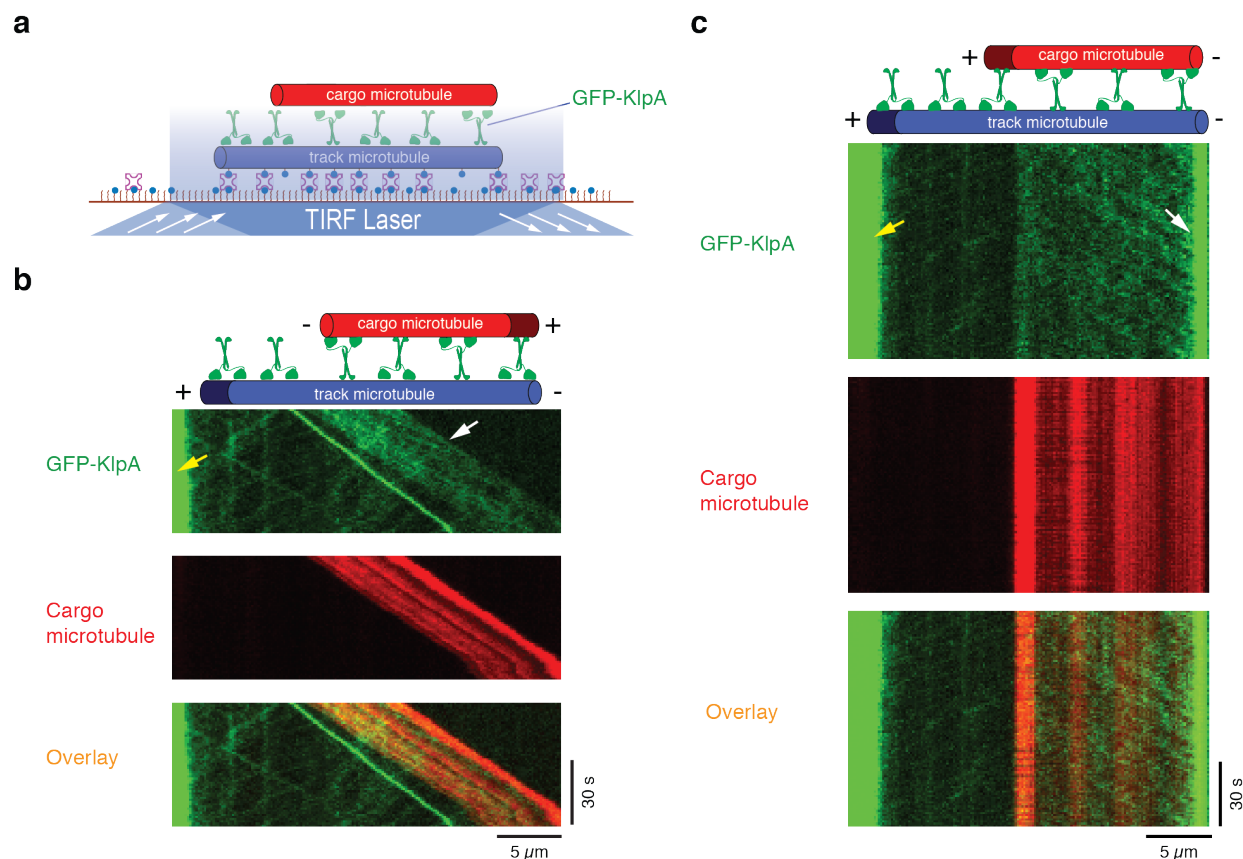 a
cargo microtubule
GFP-KlpA
track microtubule
TIRF Laser
b
- cargo microtubule +
+ track microtubule -
GFP-KlpA
Cargo
microtubule
Overlay
30 s
5 µm
c
+ cargo microtubule -
+ track microtubule -
GFP-KlpA
Cargo
microtubule
Overlay
30 s
5 µm